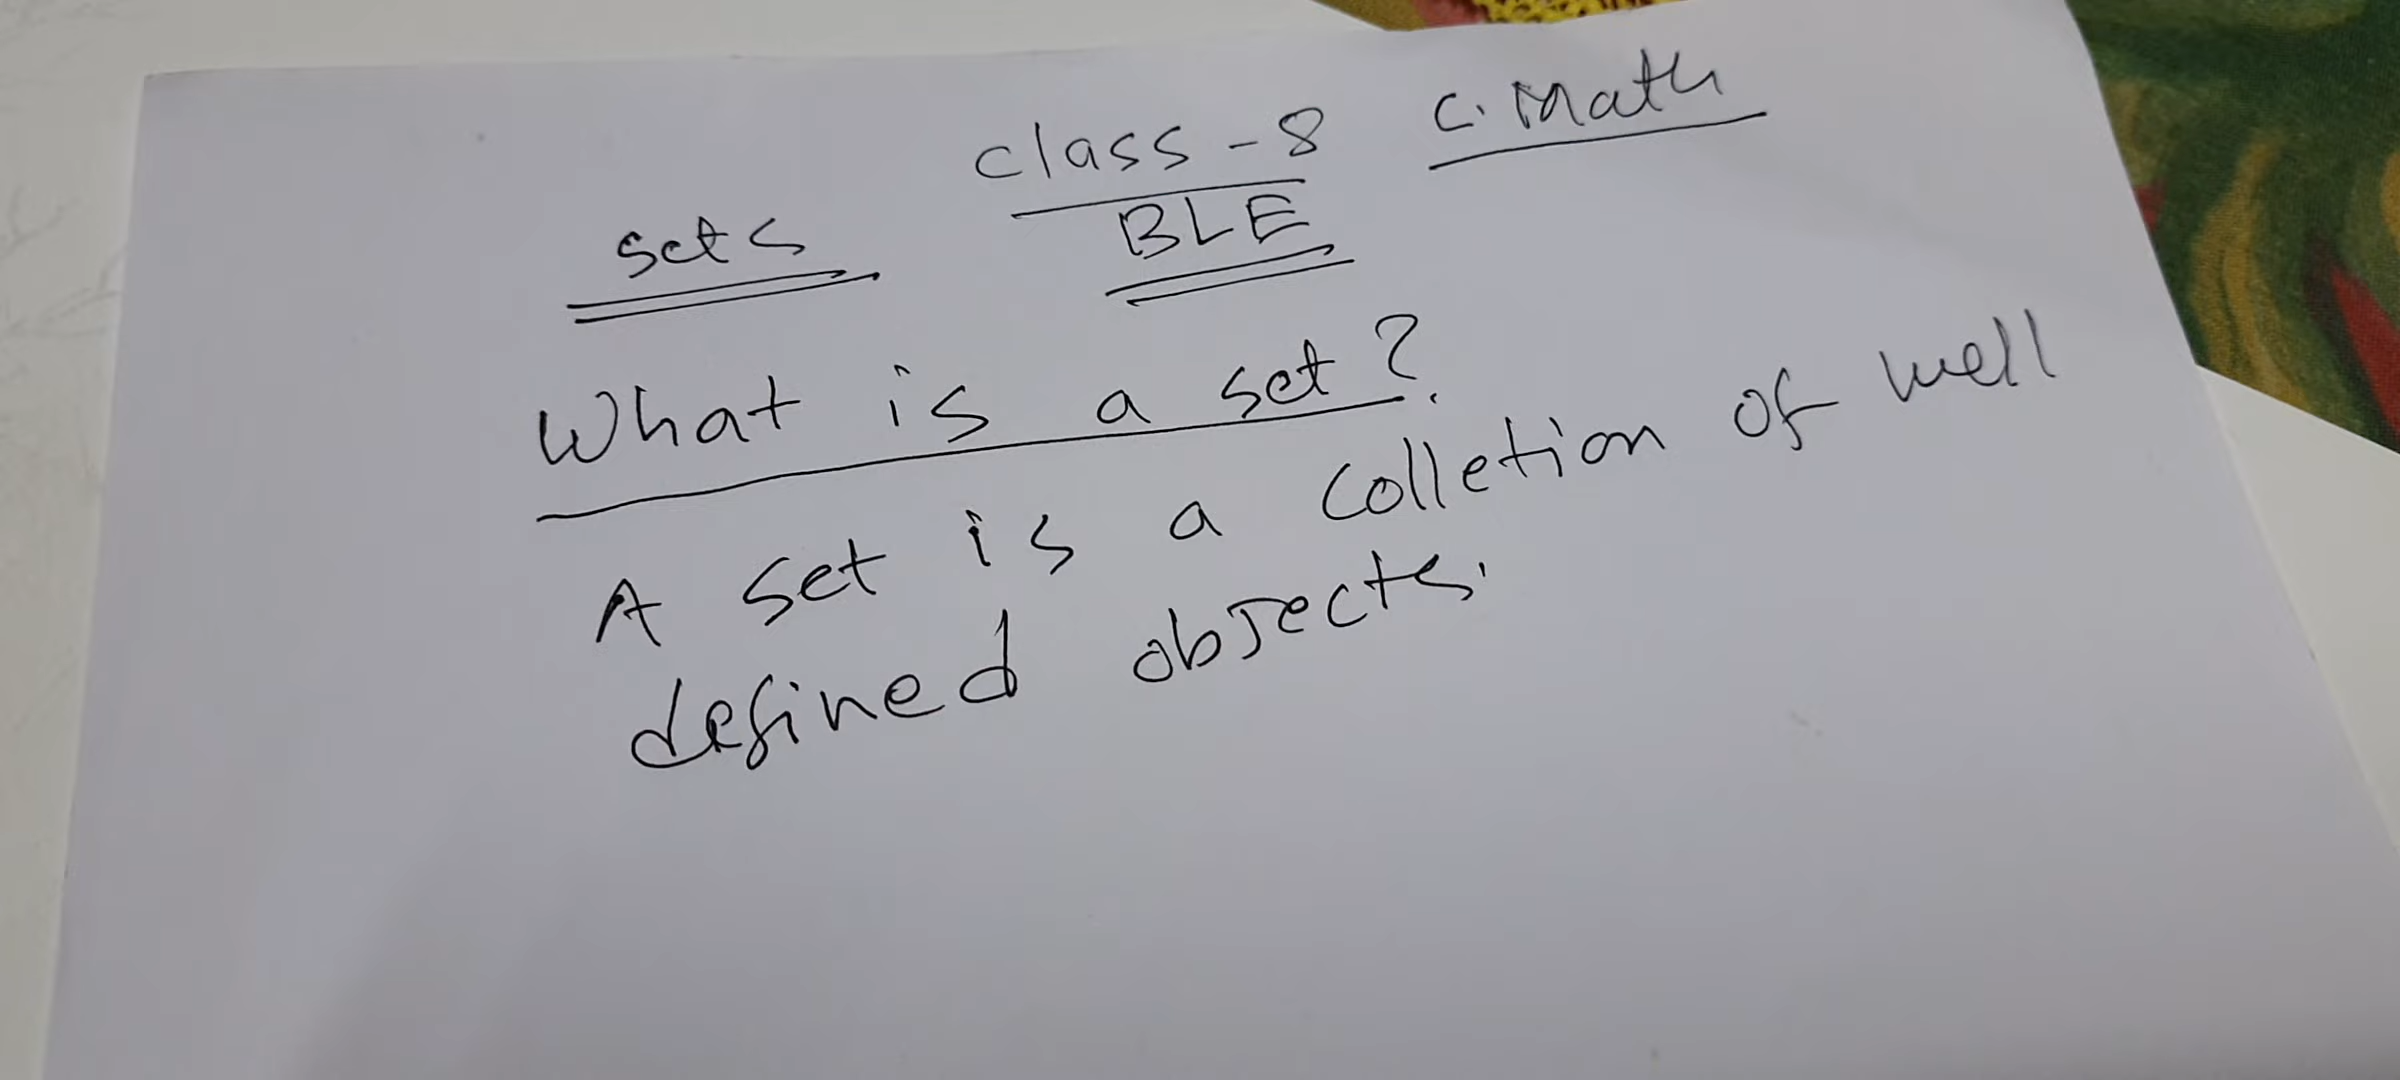 class - 8 C. Math
sets BLE
What is a set?
A set is a colletion of well
defined objects.